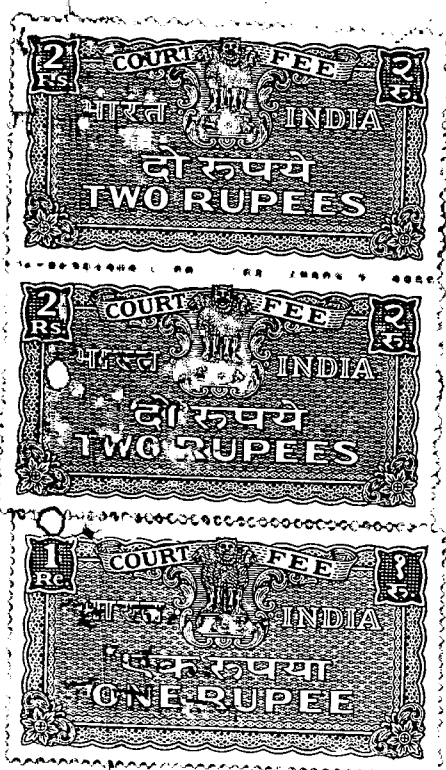 2 COURT FEE २
RS रु.
भारत INDIA
दो रूपये
TWO RUPEES
2 COURT FEE २
RS. रु.
भारत INDIA
दो रूपये
TWO RUPEES
1 COURT FEE १
RE. रु.
भारत INDIA
एक रूपया
ONE RUPEE